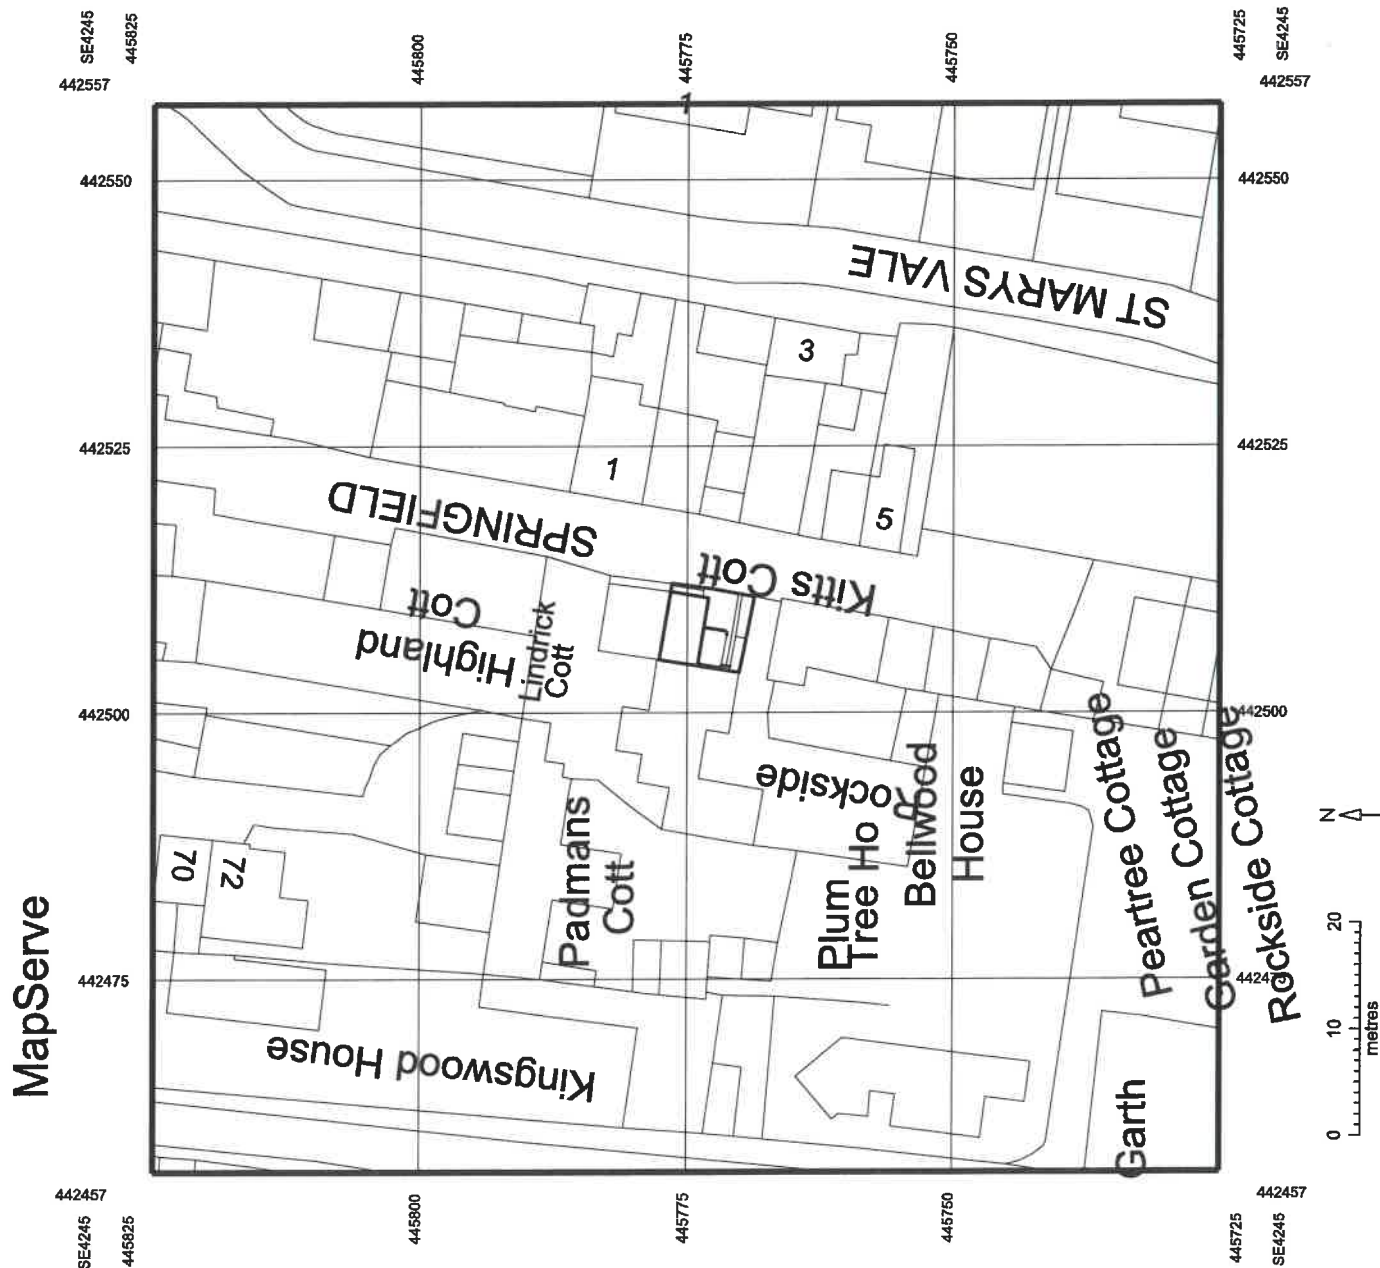 MapServe
SE4245
445825
442557
445800
445775
445750
445725
SE4245
442557
1
442550
442550
ST MARYS VALE
3
442525
442525
1
5
SPRINGFIELD
Kitts Cott
Highland
Cott
Lindrick
Cott
442500
442500
Rockside
Padmans
Cott
Plum
Tree Ho
Bellwood
House
Peartree Cottage
Garden Cottage
Rockside Cottage
70
72
442475
Kingswood House
Garth
N
0
10
20
metres
442457
SE4245
445825
445800
445775
445750
445725
SE4245
442457